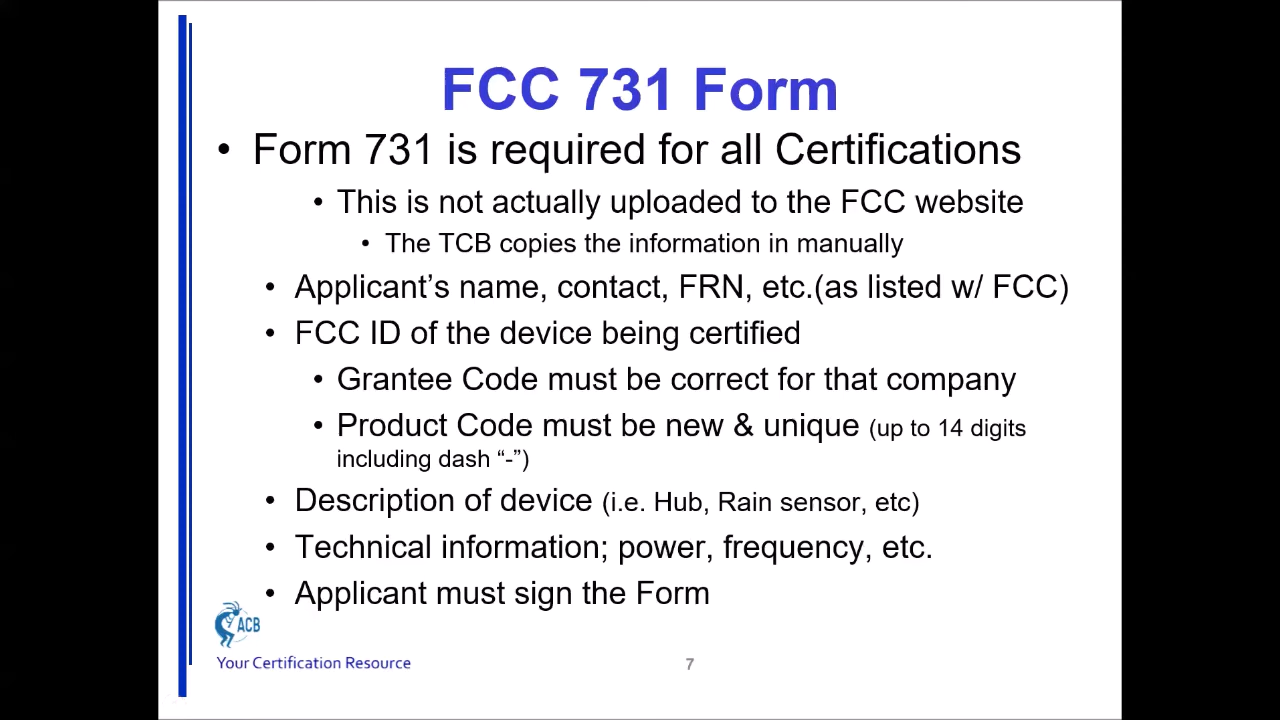 FCC 731 Form
• Form 731 is required for all Certifications
• This is not actually uploaded to the FCC website
• The TCB copies the information in manually
• Applicant’s name, contact, FRN, etc.(as listed w/ FCC)
• FCC ID of the device being certified
• Grantee Code must be correct for that company
• Product Code must be new & unique (up to 14 digits
including dash “-”)
• Description of device (i.e. Hub, Rain sensor, etc)
• Technical information; power, frequency, etc.
• Applicant must sign the Form
ACB
Your Certification Resource
7